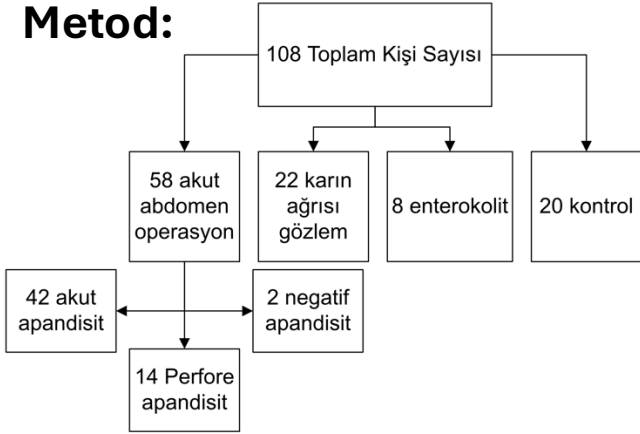 Metod:
108 Toplam Kişi Sayısı
58 akut
abdomen
operasyon
22 karın
ağrısı
gözlem
8 enterokolit
20 kontrol
42 akut
apandisit
2 negatif
apandisit
14 Perfore
apandisit